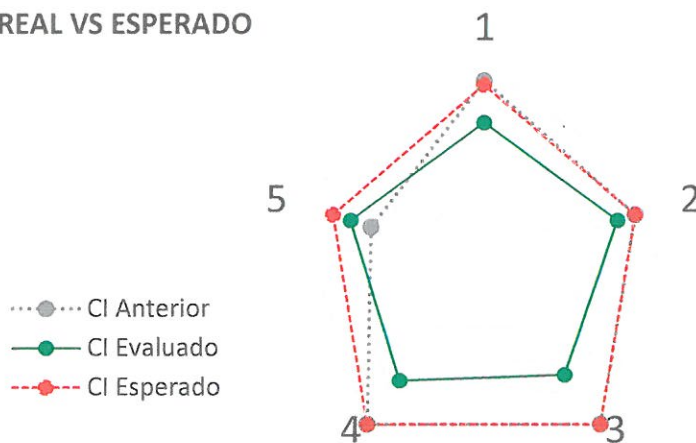 REAL VS ESPERADO
1
5
2
CI Anterior
CI Evaluado
CI Esperado
4
3